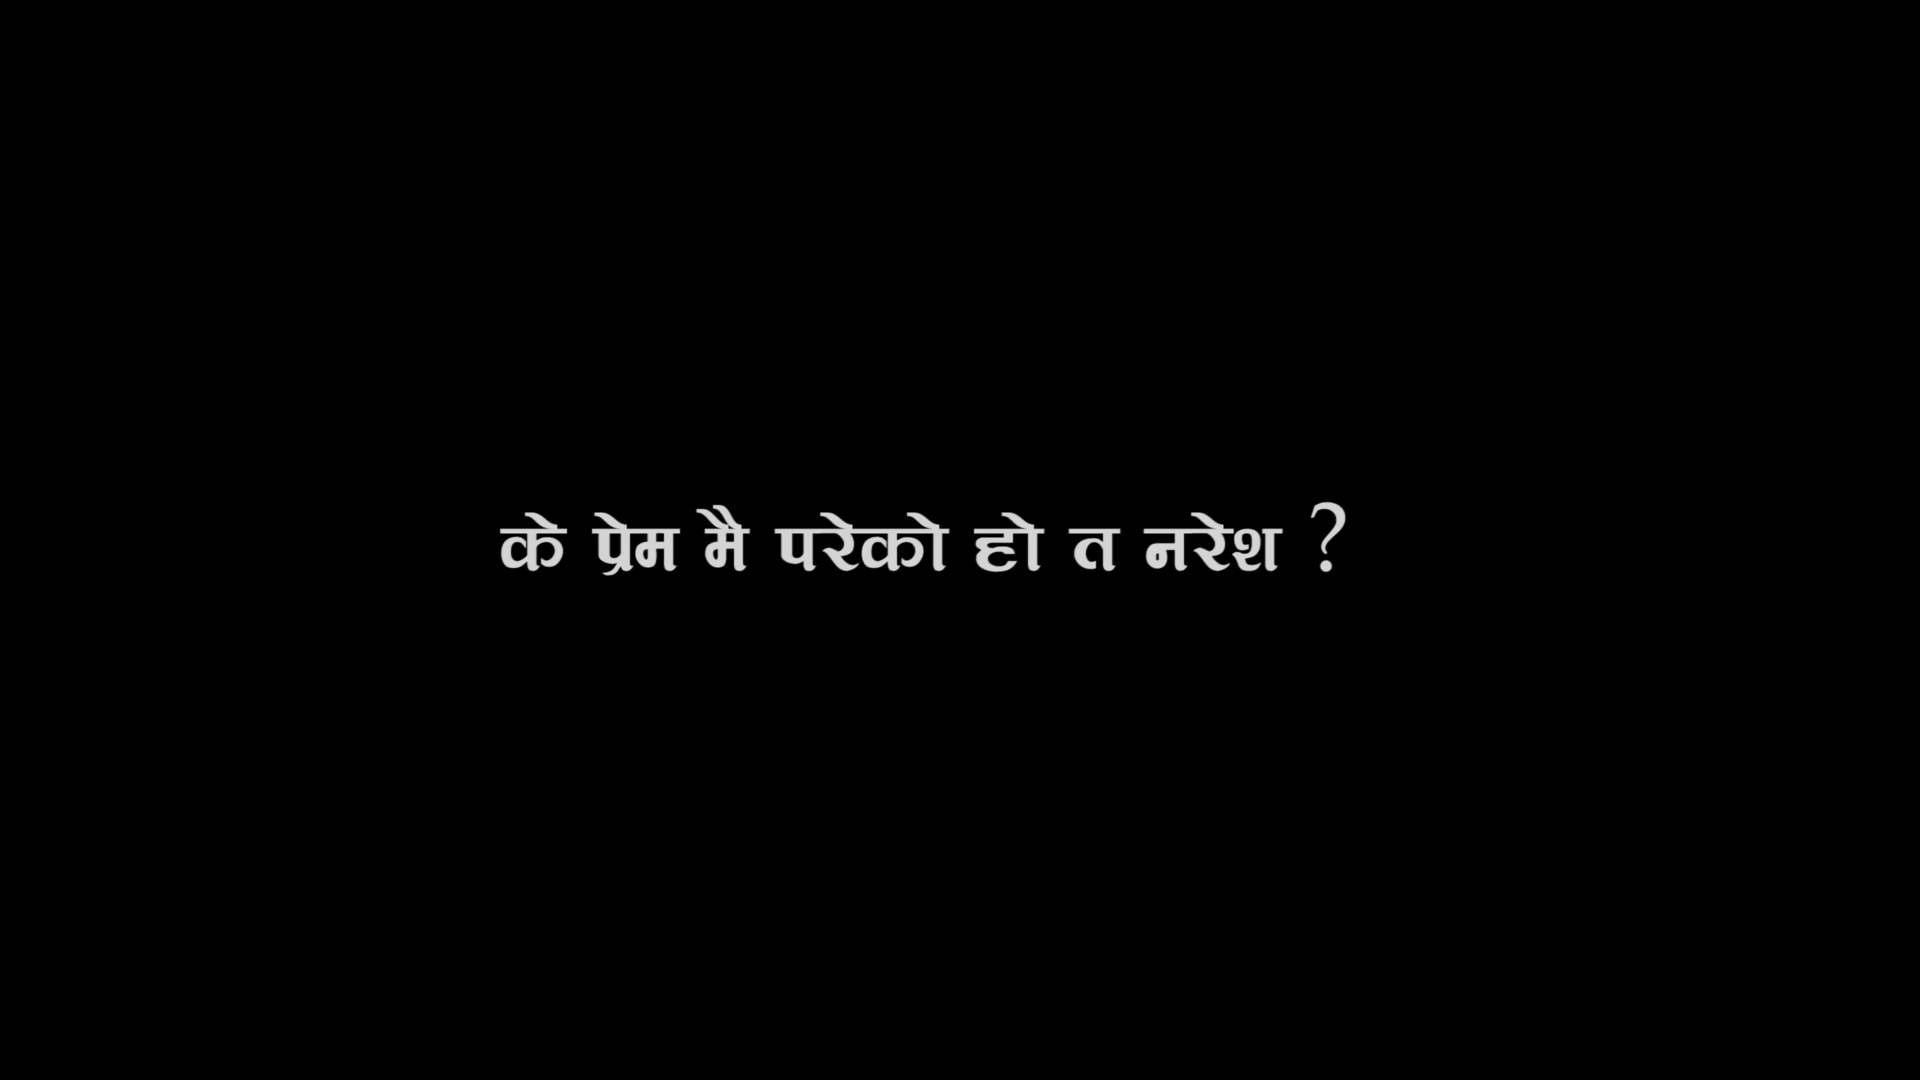 के प्रेम मै परेको हो त नरेश ?